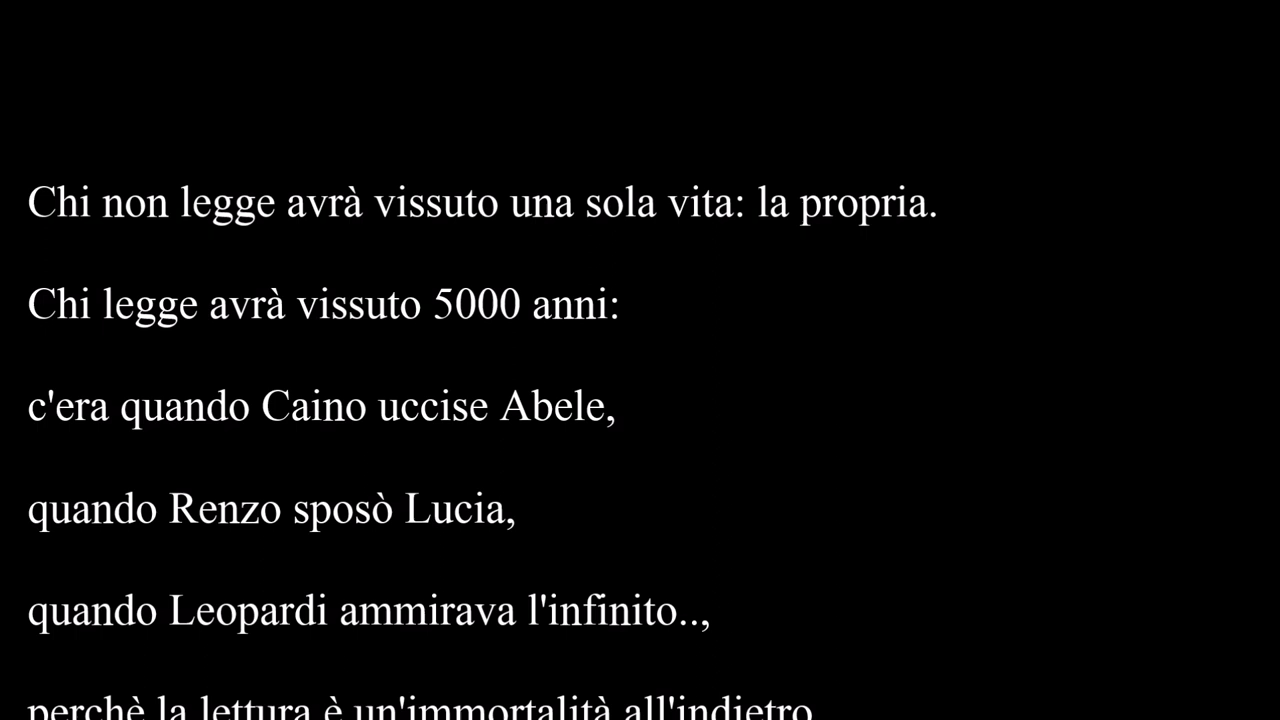 Chi non legge avrà vissuto una sola vita: la propria.
Chi legge avrà vissuto 5000 anni:
c'era quando Caino uccise Abele,
quando Renzo sposò Lucia,
quando Leopardi ammirava l'infinito..,
perchè la lettura è un'immortalità all'indietro